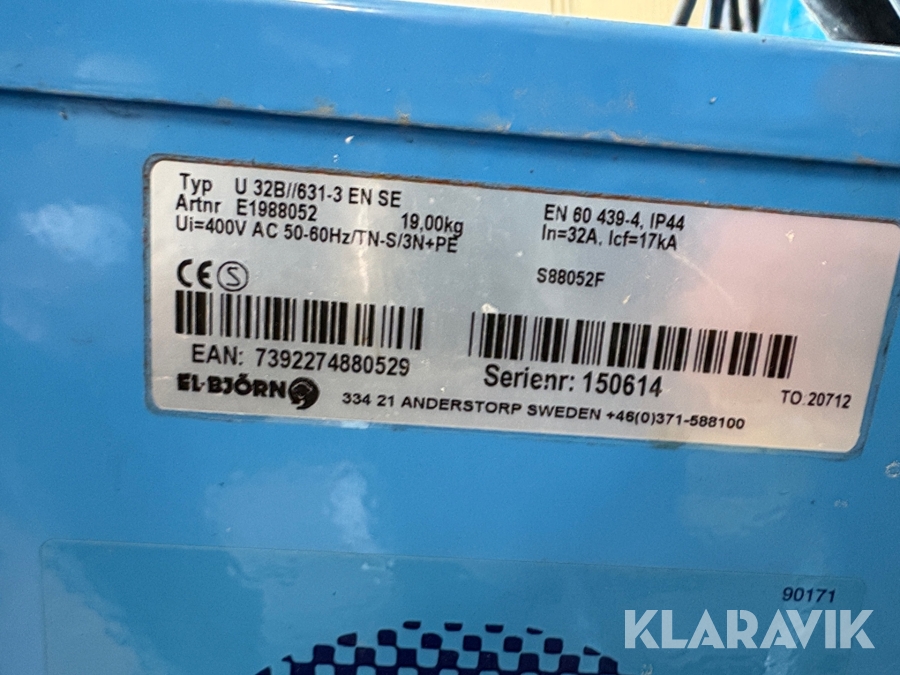 Typ U 32B//631-3 EN SE
Artnr E1988052 19,00kg
Ui=400V AC 50-60Hz/TN-S/3N+PE
EN 60 439-4, IP44
In=32A, Icf=17kA
CE S
S88052F
EAN: 7392274880529
Serienr: 150614
TO.20712
EL·BJÖRN
334 21 ANDERSTORP SWEDEN +46(0)371-588100
90171
KLARAVIK